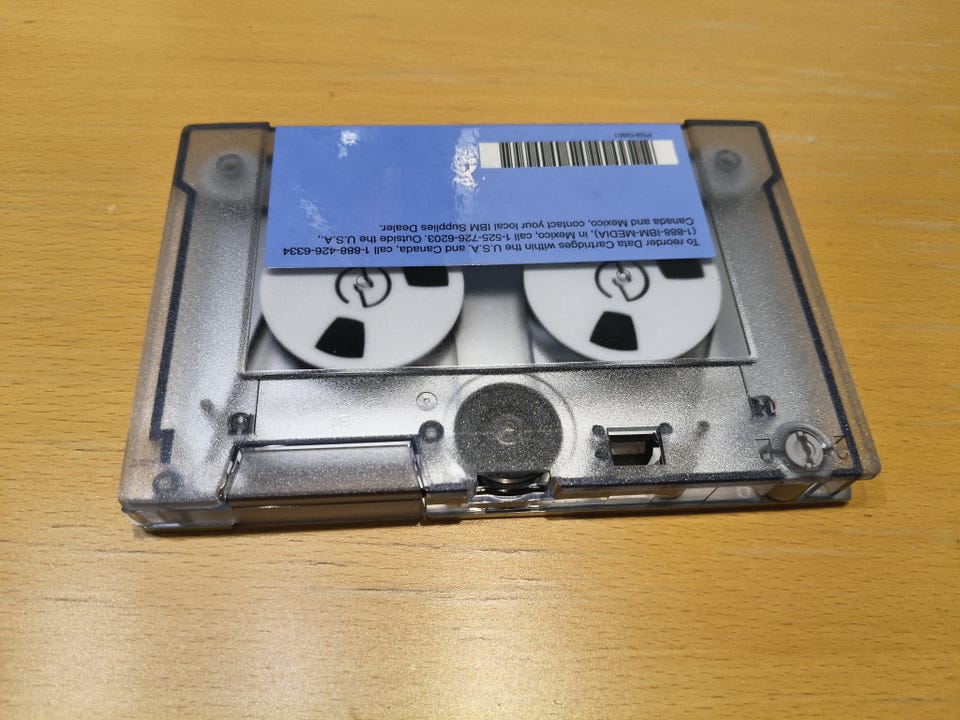 To reorder Data Cartridges within the U.S.A. and Canada, call 1-888-426-6334
(1-888-IBM-MEDIA), in Mexico, call 1-525-726-6203. Outside the U.S.A.,
Canada and Mexico, contact your local IBM Supplies Dealer.